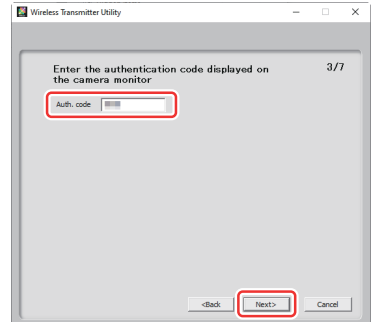 Wireless Transmitter Utility
Enter the authentication code displayed on 3/7
the camera monitor
Auth. code
<Back Next> Cancel